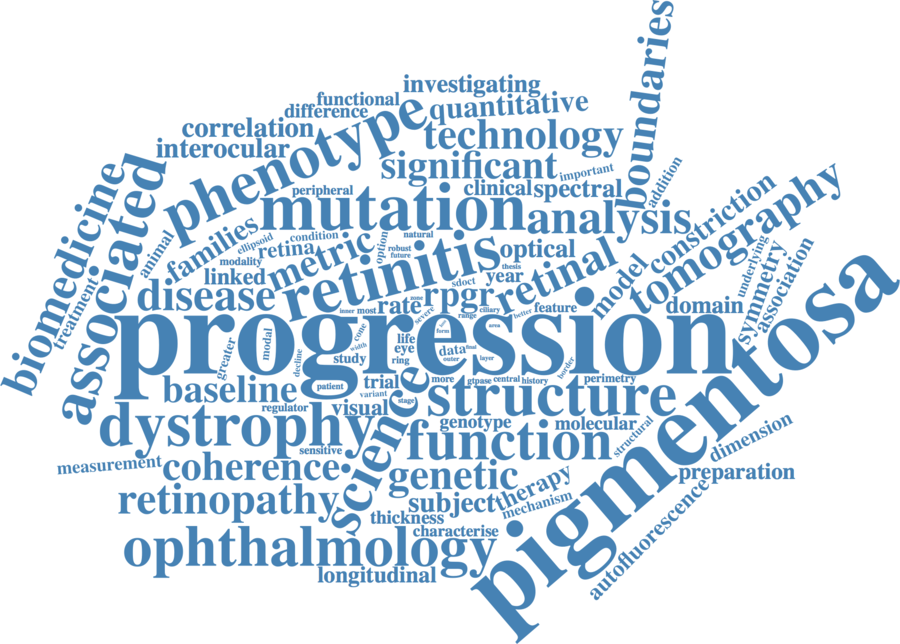 investigating
functional
difference
quantitative
boundaries
correlation
phenotype
technology
interocular
significant
important
peripheral
clinical
spectral
addition
biomedicine
associated
mutation
analysis
constriction
tomography
animal
families
ellipsoid
retina
condition
option
natural
robust
future
optical
modality
metric
retinitis
thesis
year
retinal
model
underlying
symmetry
association
treatment
linked
disease
sdoct
rpgr
rate
zone
inner
most
severe
range
ciliary
better
feature
domain
progression
pigmentosa
greater
modal
decline
cone
width
life
eye
ring
study
form
data
outer
area
layer
border
baseline
patient
trial
variant
more
stage
gtpase
central
history
perimetry
structure
regulator
visual
science
genotype
molecular
structural
dystrophy
sensitive
function
dimension
measurement
coherence
genetic
preparation
retinopathy
subject
therapy
mechanism
autofluorescence
thickness
characterise
ophthalmology
longitudinal